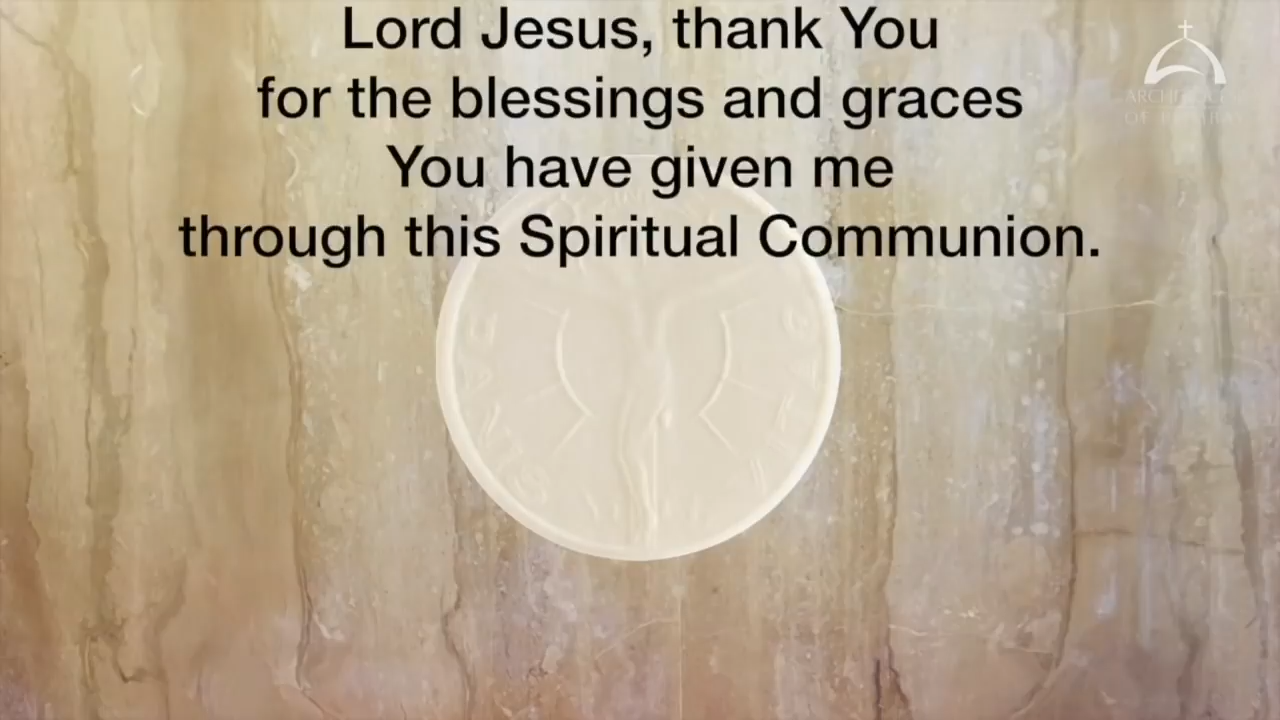 Lord Jesus, thank You
for the blessings and graces
You have given me
through this Spiritual Communion.